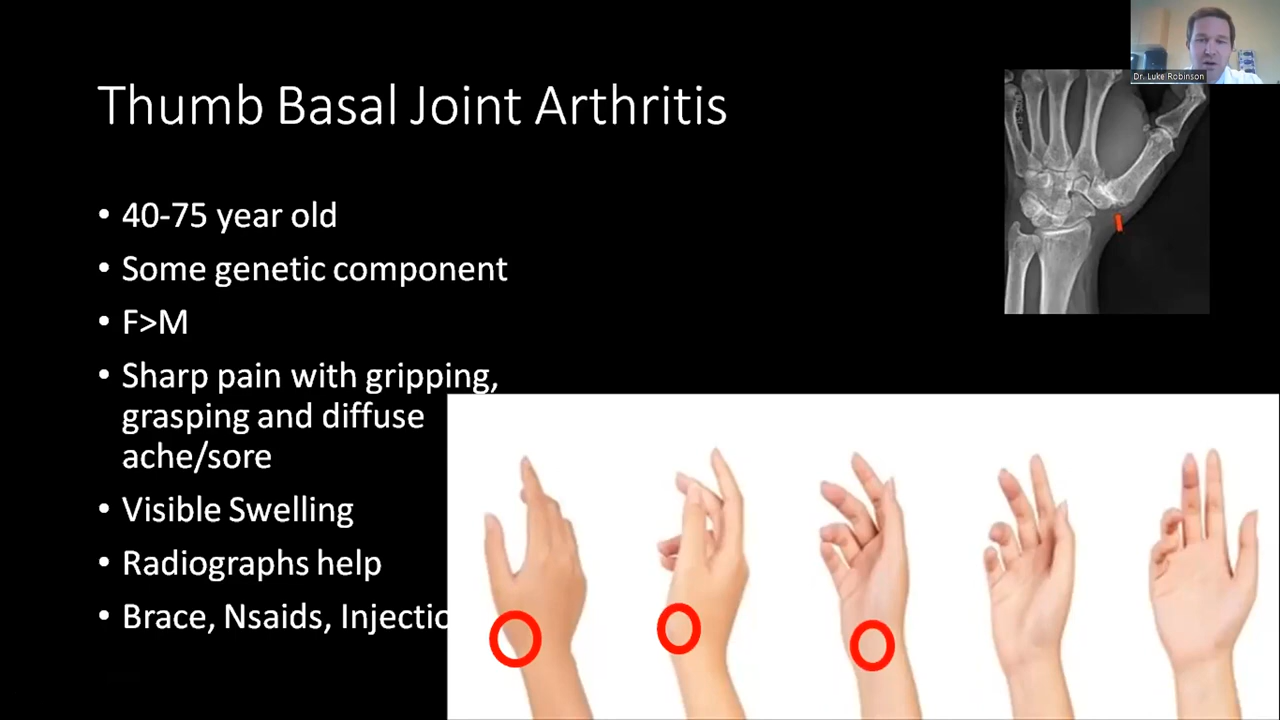 Dr. Luke Robinson
Thumb Basal Joint Arthritis
• 40-75 year old
• Some genetic component
• F>M
• Sharp pain with gripping,
grasping and diffuse
ache/sore
• Visible Swelling
• Radiographs help
• Brace, Nsaids, Injectio